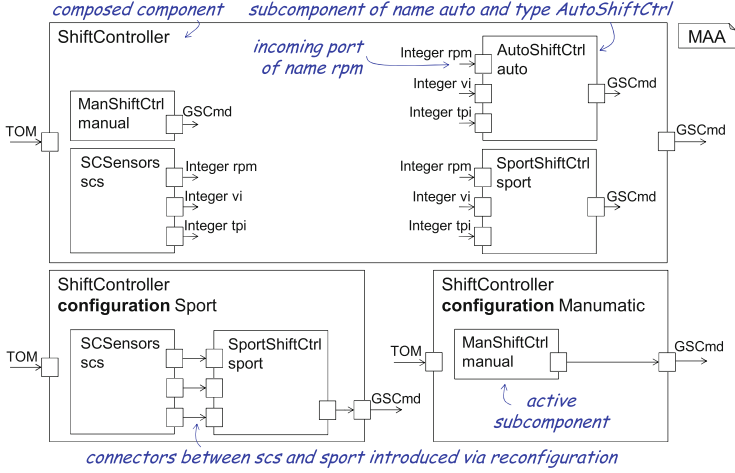 composed component
subcomponent of name auto and type AutoShiftCtrl
ShiftController
MAA
incoming port
of name rpm
Integer rpm
AutoShiftCtrl
auto
Integer vi
GSCmd
Integer tpi
ManShiftCtrl
manual
GSCmd
TOM
GSCmd
SCSensors
scs
Integer rpm
Integer vi
Integer tpi
Integer rpm
SportShiftCtrl
sport
Integer vi
GSCmd
Integer tpi
ShiftController
configuration Sport
SCSensors
scs
SportShiftCtrl
sport
TOM
GSCmd
ShiftController
configuration Manumatic
ManShiftCtrl
manual
TOM
GSCmd
active
subcomponent
connectors between scs and sport introduced via reconfiguration